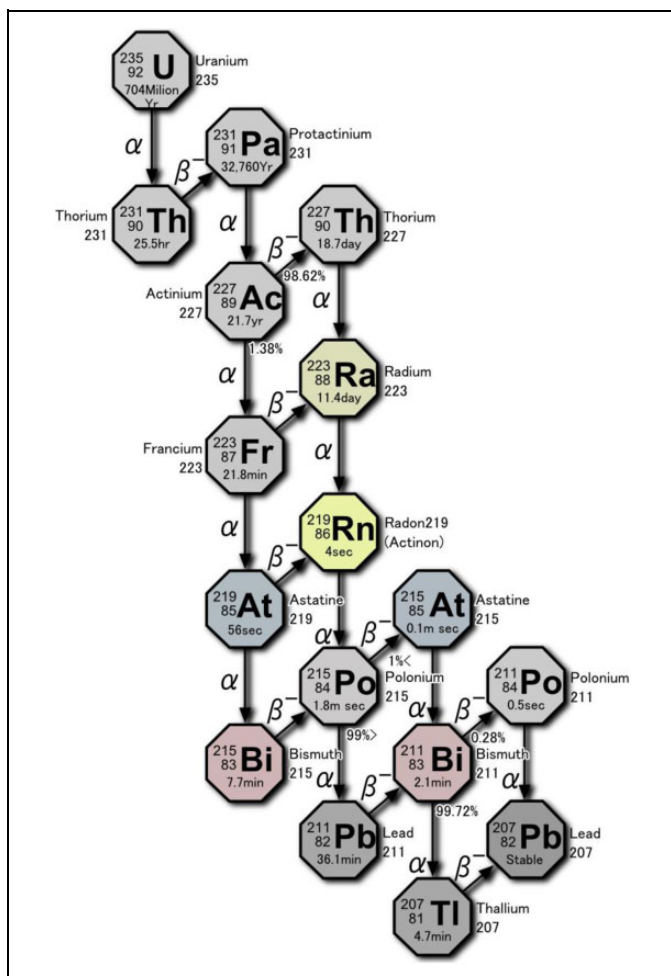 235
92 U
704Milion
Yr
Uranium
235
α
β⁻
231
91 Pa
32,760Yr
Protactinium
231
Thorium
231
231
90 Th
25.5hr
α
β⁻
98.62%
227
90 Th
18.7day
Thorium
227
Actinium
227
227
89 Ac
21.7yr
1.38%
α
α
β⁻
223
88 Ra
11.4day
Radium
223
Francium
223
223
87 Fr
21.8min
α
α
β⁻
219
86 Rn
4sec
Radon219
(Actinon)
219
85 At
56sec
Astatine
219
α
β⁻
1%<
215
85 At
0.1m sec
Astatine
215
α
β⁻
215
84 Po
1.8m sec
Polonium
215
99%>
α
β⁻
0.28%
211
84 Po
0.5sec
Polonium
211
215
83 Bi
7.7min
Bismuth
215
α
β⁻
211
83 Bi
2.1min
Bismuth
211
99.72%
α
211
82 Pb
36.1min
Lead
211
α
β⁻
207
82 Pb
Stable
Lead
207
207
81 Tl
4.7min
Thallium
207